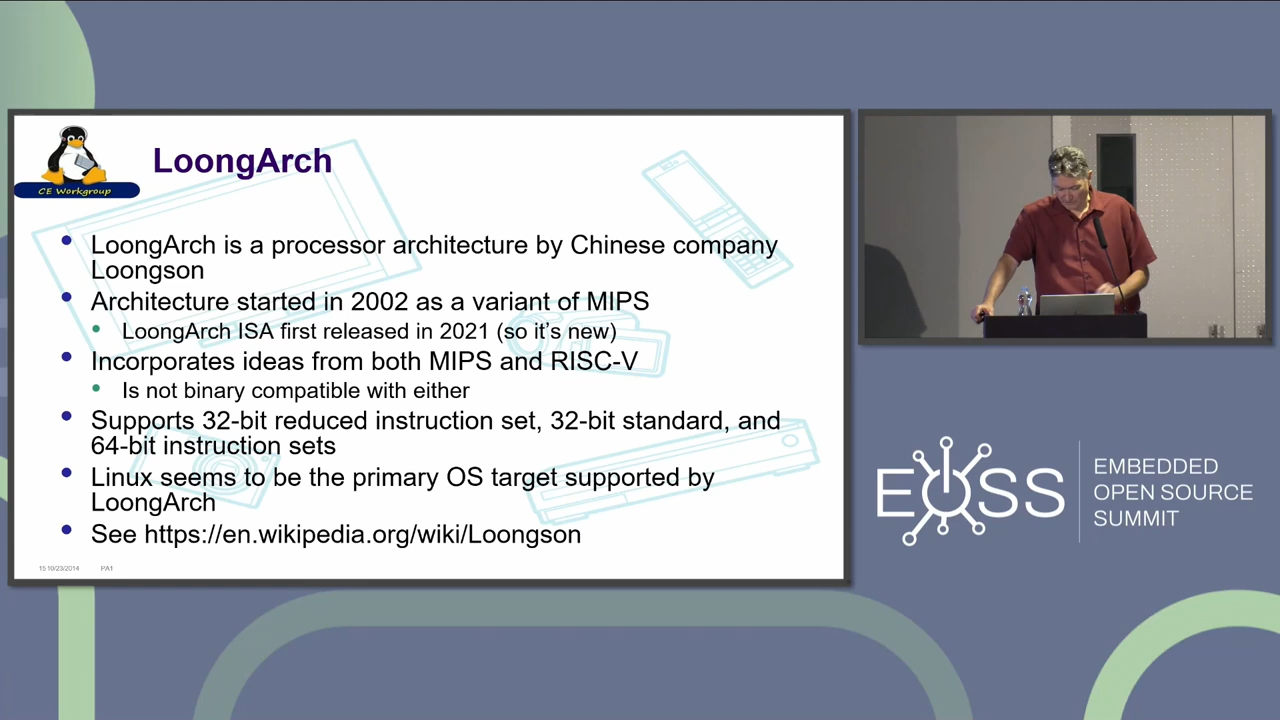 CE Workgroup
LoongArch
LoongArch is a processor architecture by Chinese company
Loongson
Architecture started in 2002 as a variant of MIPS
LoongArch ISA first released in 2021 (so it's new)
Incorporates ideas from both MIPS and RISC-V
Is not binary compatible with either
Supports 32-bit reduced instruction set, 32-bit standard, and
64-bit instruction sets
Linux seems to be the primary OS target supported by
LoongArch
See https://en.wikipedia.org/wiki/Loongson
15 10/23/2014 PA1
EOSS
EMBEDDED
OPEN SOURCE
SUMMIT